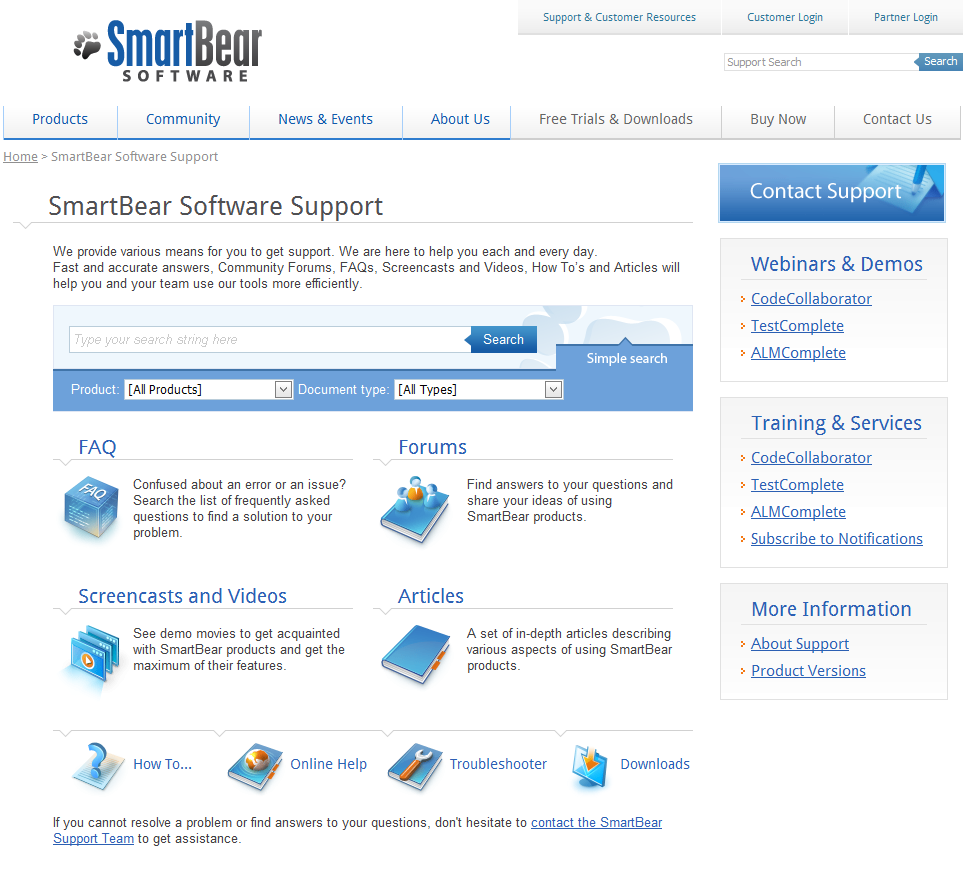 Support & Customer Resources
Customer Login
Partner Login
SmartBear
SOFTWARE
Support Search
Search
Products
Community
News & Events
About Us
Free Trials & Downloads
Buy Now
Contact Us
Home > SmartBear Software Support
SmartBear Software Support
We provide various means for you to get support. We are here to help you each and every day.
Fast and accurate answers, Community Forums, FAQs, Screencasts and Videos, How To's and Articles will
help you and your team use our tools more efficiently.
Type your search string here
Search
Simple search
Product: [All Products] Document type: [All Types]
FAQ
FAQ
Confused about an error or an issue?
Search the list of frequently asked
questions to find a solution to your
problem.
Forums
Find answers to your questions and
share your ideas of using
SmartBear products.
Screencasts and Videos
See demo movies to get acquainted
with SmartBear products and get the
maximum of their features.
Articles
A set of in-depth articles describing
various aspects of using SmartBear
products.
How To...
Online Help
Troubleshooter
Downloads
If you cannot resolve a problem or find answers to your questions, don't hesitate to contact the SmartBear
Support Team to get assistance.
Contact Support
Webinars & Demos
CodeCollaborator
TestComplete
ALMComplete
Training & Services
CodeCollaborator
TestComplete
ALMComplete
Subscribe to Notifications
More Information
About Support
Product Versions